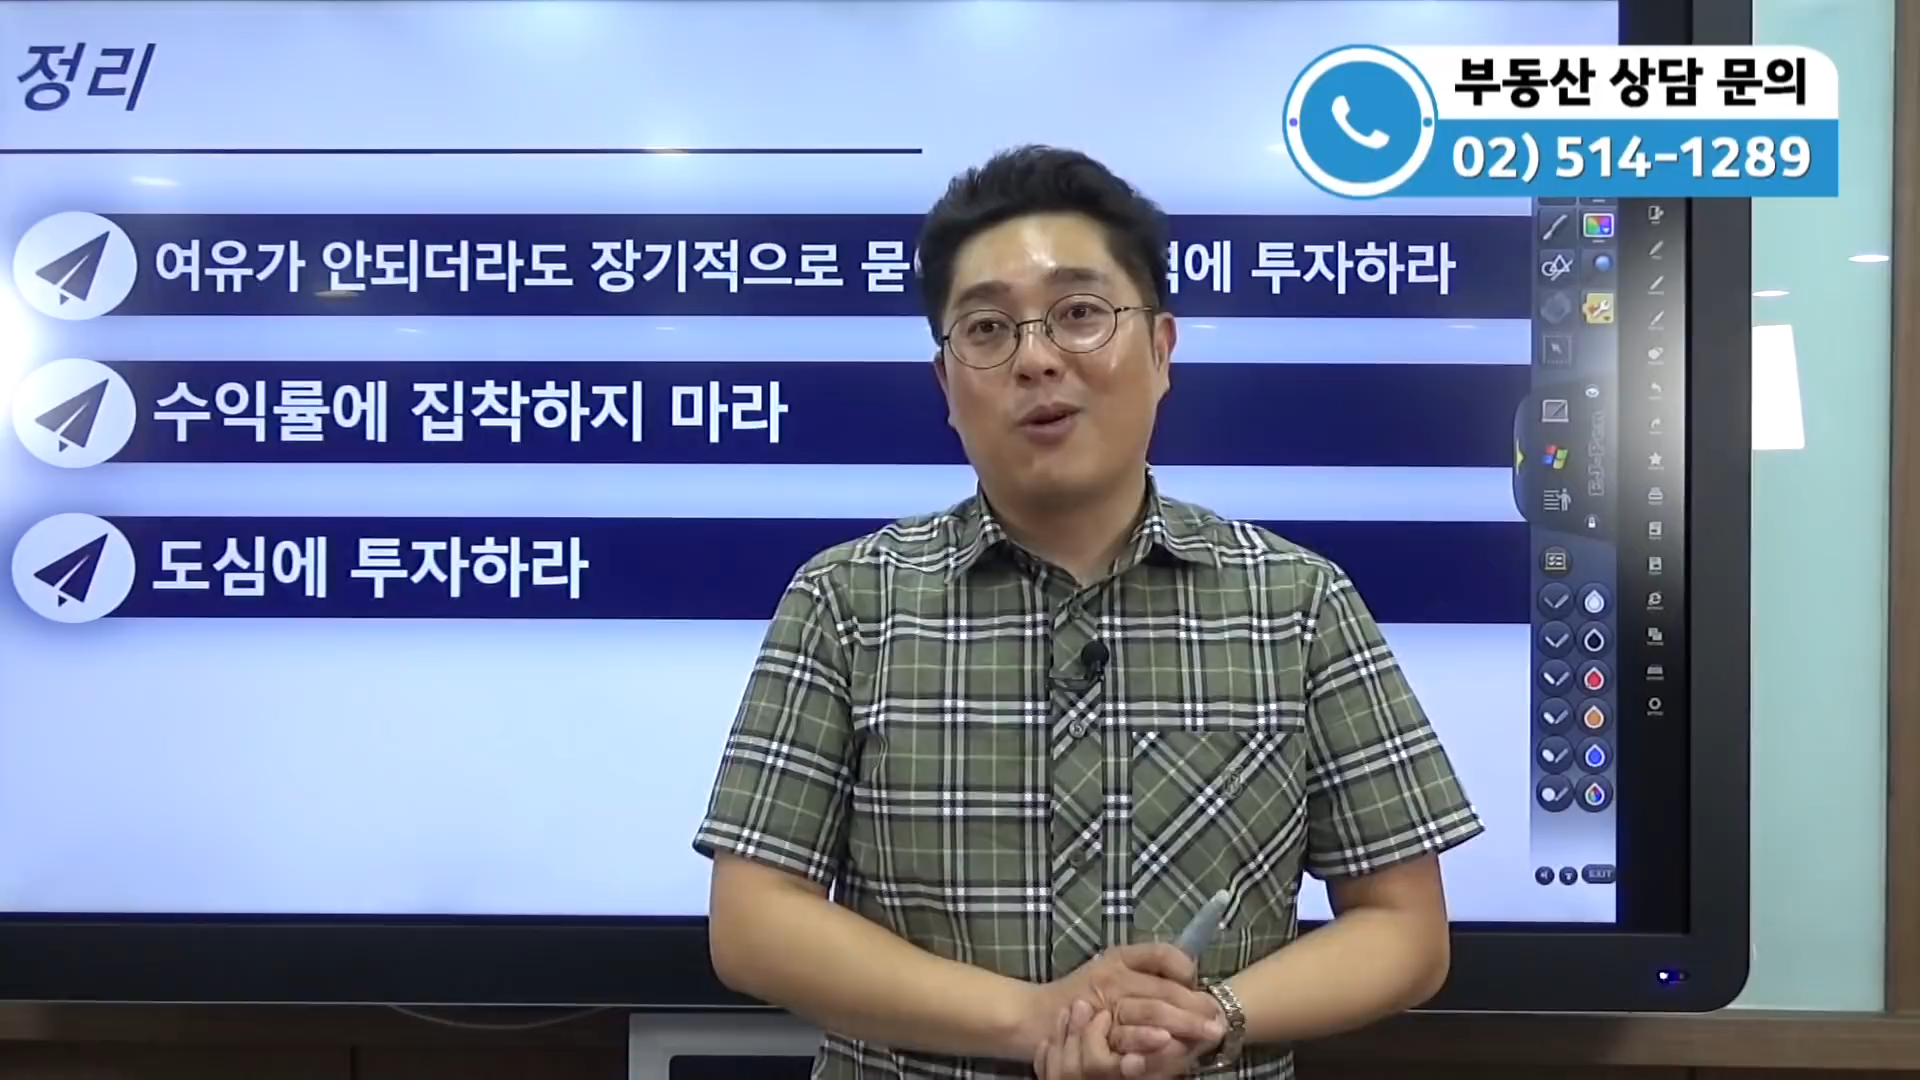 정리
부동산 상담 문의
02) 514-1289
여유가 안되더라도 장기적으로 투자하라
수익률에 집착하지 마라
도심에 투자하라
EXIT